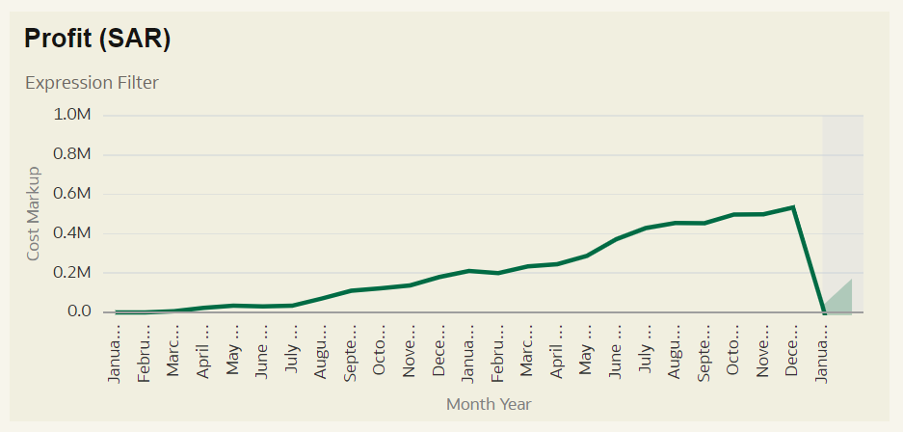 Profit (SAR)
Expression Filter
1.0M
0.8M
0.6M
0.4M
0.2M
0.0
Cost Markup
Janua...
Febru...
Marc...
April ...
May ...
June ...
July ...
Augu...
Septe...
Octo...
Nove...
Dece...
Janua...
Febru...
Marc...
April ...
May ...
June ...
July ...
Augu...
Septe...
Octo...
Nove...
Dece...
Janua...
Month Year